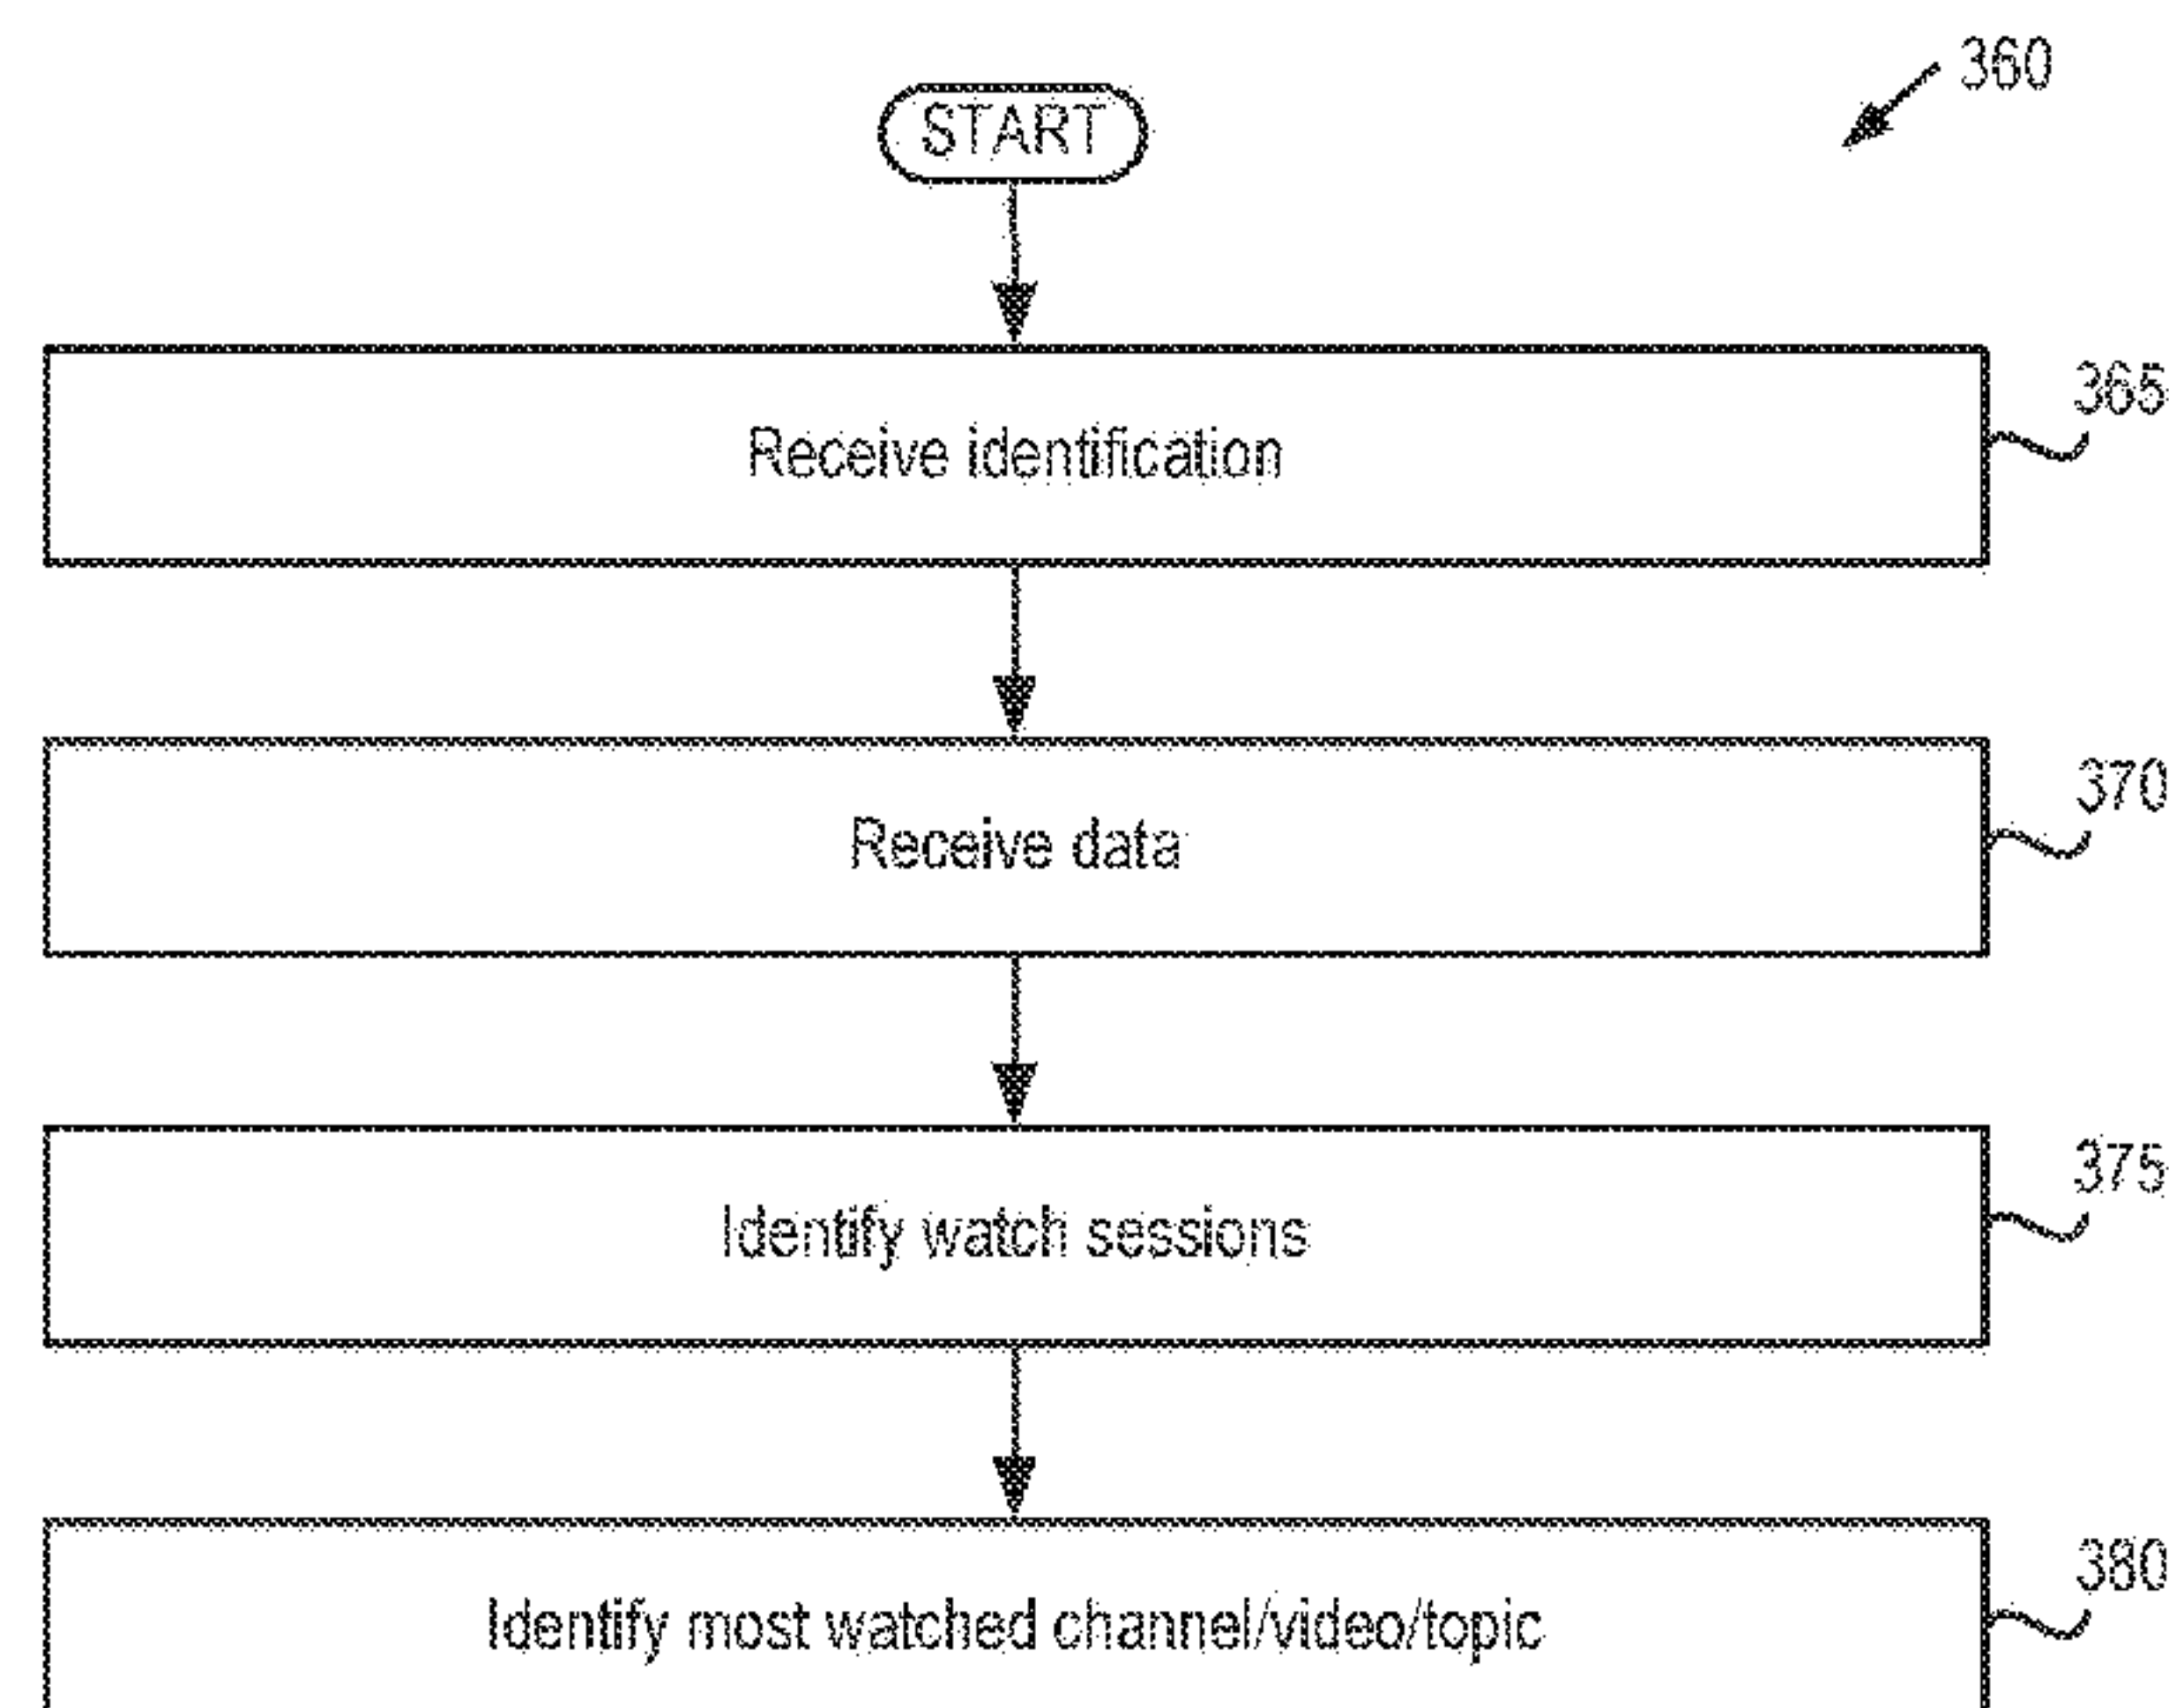 360
START
365
Receive identification
370
Receive data
375
Identify watch sessions
380
Identify most watched channel/video/topic